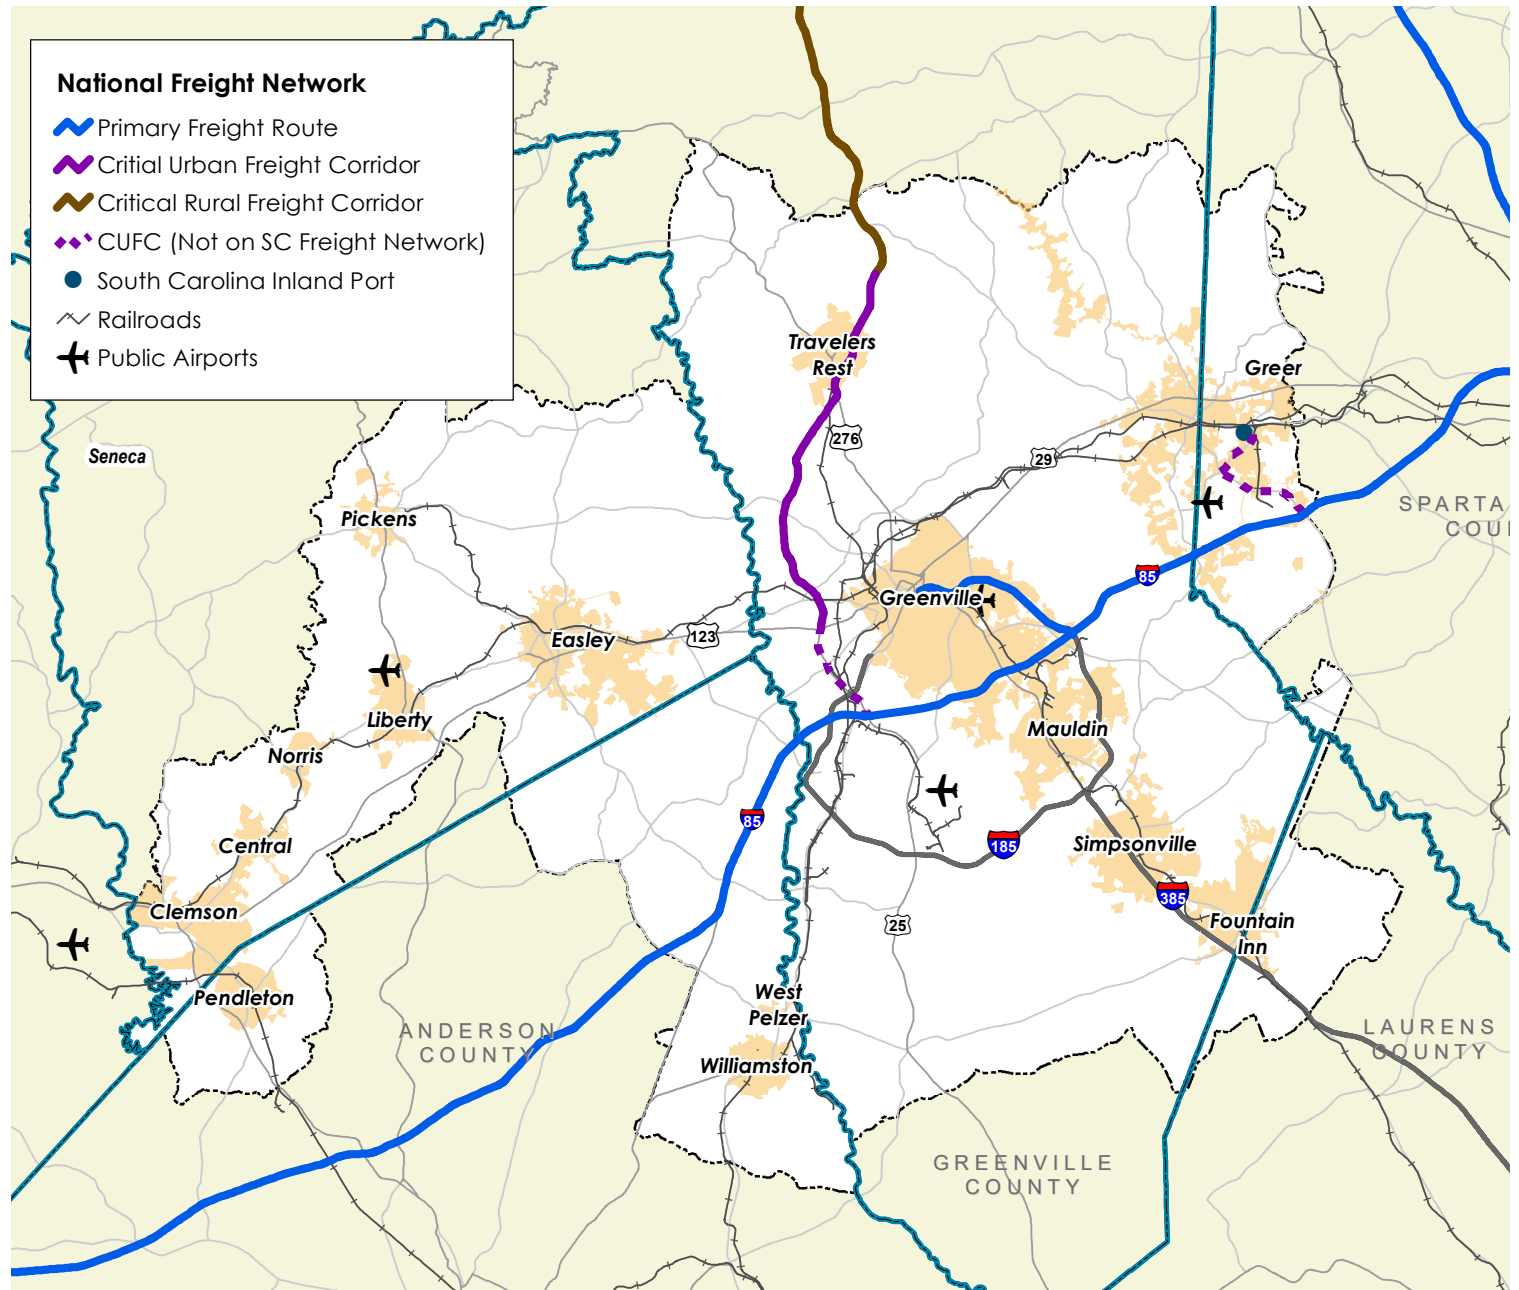 National Freight Network
Primary Freight Route
Critial Urban Freight Corridor
Critical Rural Freight Corridor
CUFC (Not on SC Freight Network)
South Carolina Inland Port
Railroads
Public Airports
Travelers
Rest
Greer
276
29
Seneca
SPARTA
COU
Pickens
85
Greenville
123
Easley
Liberty
Mauldin
Norris
85
185
Simpsonville
Central
385
Clemson
25
Fountain
Inn
West
Pelzer
Pendleton
ANDERSON
COUNTY
LAURENS
COUNTY
Williamston
GREENVILLE
COUNTY